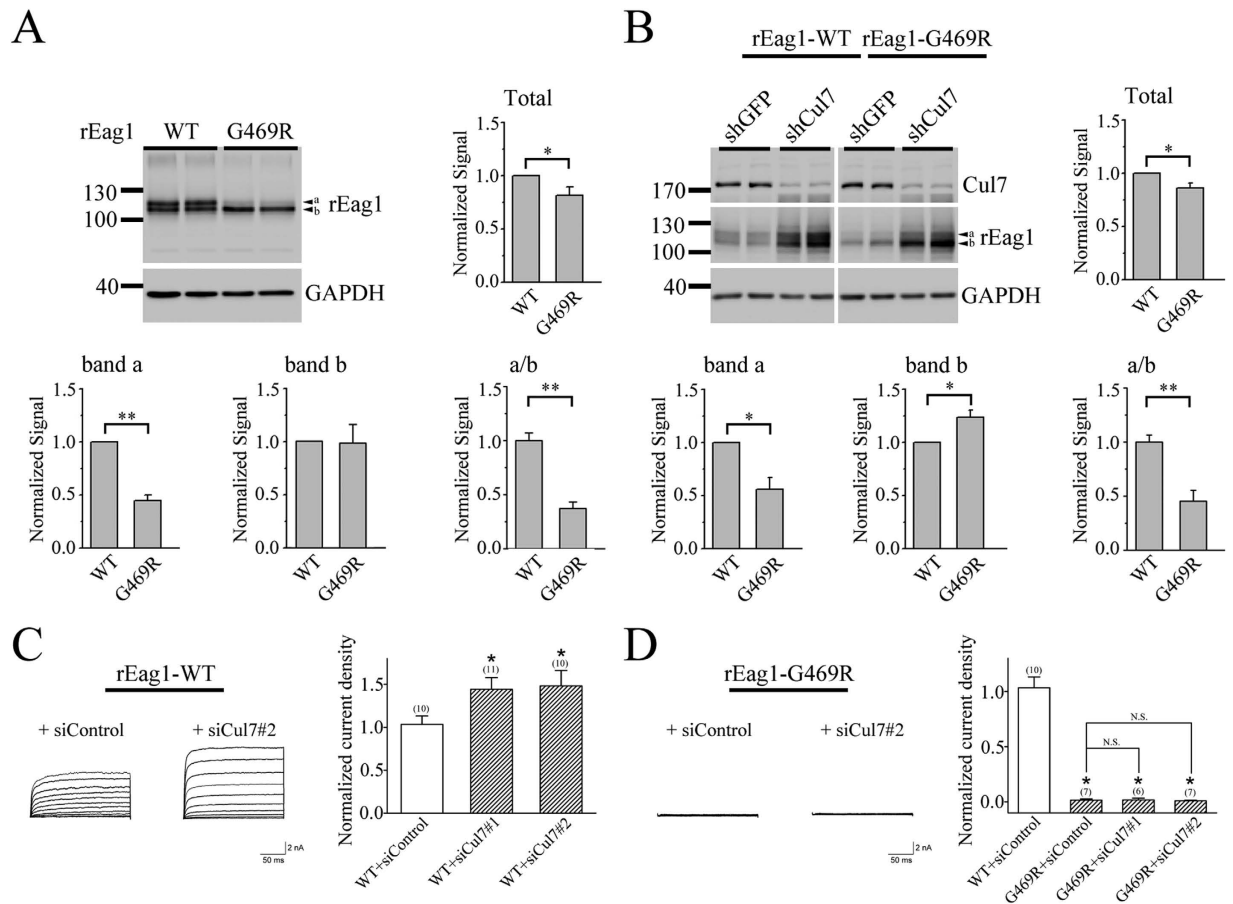 A
rEag1 WT G469R
130
100
a
b
rEag1
40
GAPDH
Total
Normalized Signal
1.5
1.0
0.5
0.0
*
WT
G469R
band a
Normalized Signal
1.5
1.0
0.5
0.0
**
WT
G469R
band b
Normalized Signal
1.5
1.0
0.5
0.0
WT
G469R
a/b
Normalized Signal
1.5
1.0
0.5
0.0
**
WT
G469R
B
rEag1-WT rEag1-G469R
shGFP shCul7 shGFP shCul7
170
Cul7
130
100
a
b
rEag1
40
GAPDH
Total
Normalized Signal
1.5
1.0
0.5
0.0
*
WT
G469R
band a
Normalized Signal
1.5
1.0
0.5
0.0
*
WT
G469R
band b
Normalized Signal
1.5
1.0
0.5
0.0
*
WT
G469R
a/b
Normalized Signal
1.5
1.0
0.5
0.0
**
WT
G469R
C
rEag1-WT
+ siControl + siCul7#2
2 nA
50 ms
Normalized current density
1.5
1.0
0.5
0.0
(10)
*
(11)
*
(10)
WT+siControl
WT+siCul7#1
WT+siCul7#2
D
rEag1-G469R
+ siControl + siCul7#2
2 nA
50 ms
Normalized current density
1.0
0.5
0.0
(10)
N.S.
N.S.
*
(7)
*
(6)
*
(7)
WT+siControl
G469R+siControl
G469R+siCul7#1
G469R+siCul7#2